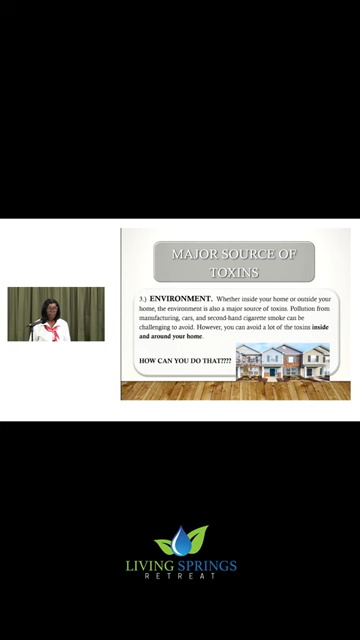 MAJOR SOURCE OF
TOXINS
3.) ENVIRONMENT. Whether inside your home or outside your
home, the environment is also a major source of toxins. Pollution from
manufacturing, cars, and second-hand cigarette smoke can be
challenging to avoid. However, you can avoid a lot of the toxins inside
and around your home.
HOW CAN YOU DO THAT????
LIVING SPRINGS
RETREAT